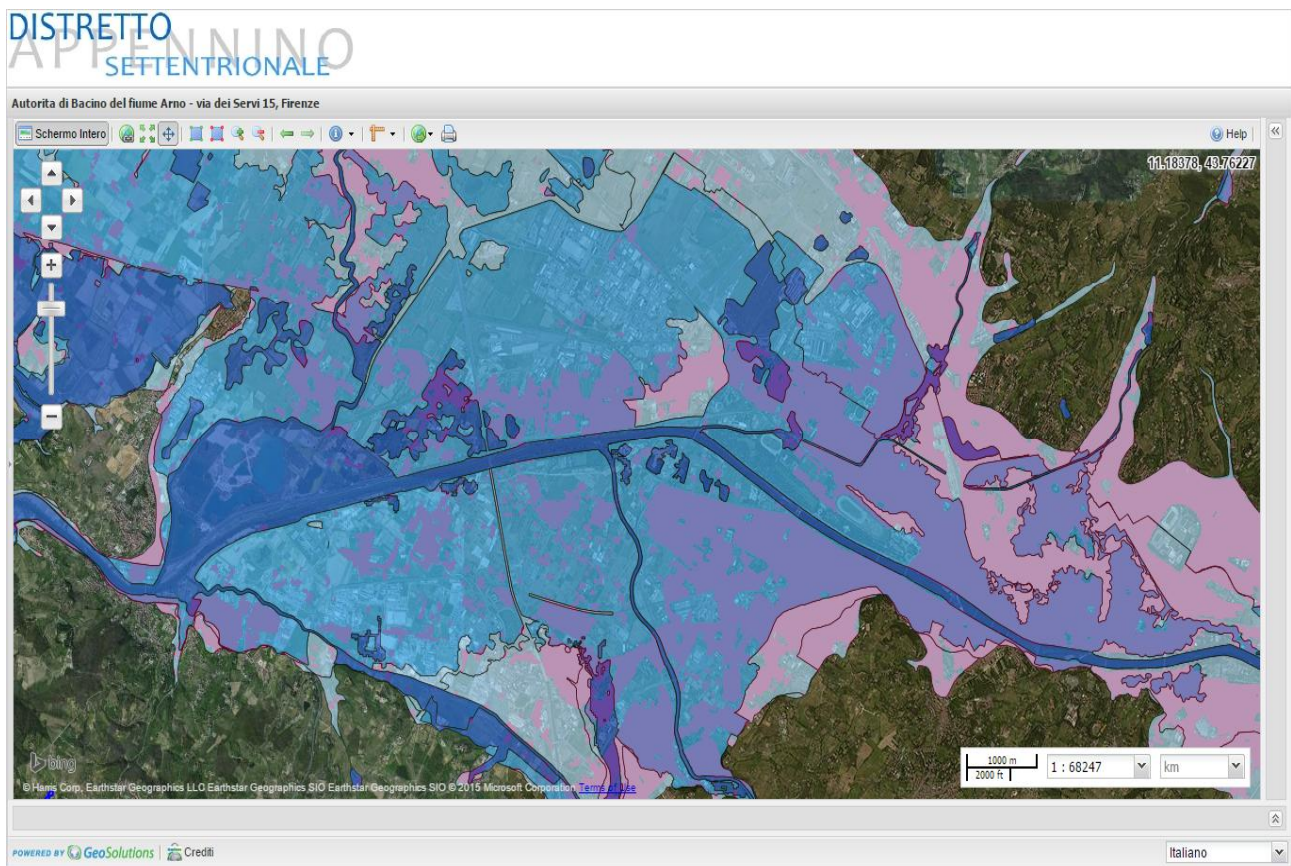 DISTRETTO
APPENNINO
SETTENTRIONALE
Autorita di Bacino del fiume Arno - via dei Servi 15, Firenze
Schermo Intero
Help
11.18378, 43.76227
bing
1000 m
2000 ft
1 : 68247
km
© Harris Corp, Earthstar Geographics LLC Earthstar Geographics SIO Earthstar Geographics SIO © 2015 Microsoft Corporation Terms of Use
POWERED BY GeoSolutions Crediti
Italiano